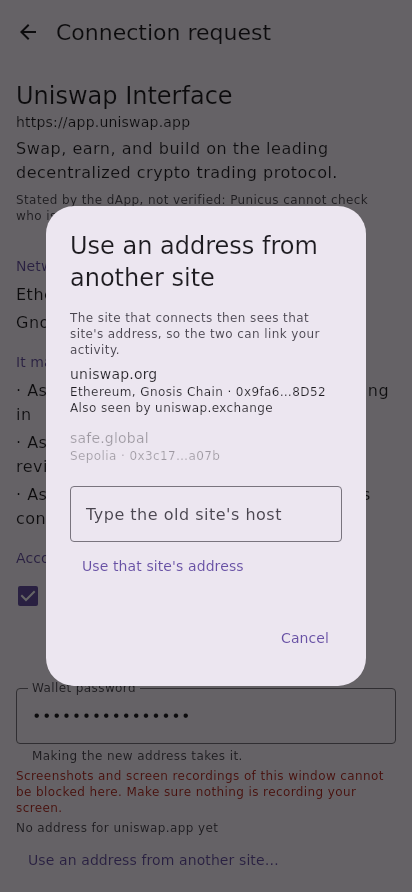 Connection request
Uniswap Interface
https://app.uniswap.app
Swap, earn, and build on the leading
decentralized crypto trading protocol.
Stated by the dApp, not verified: Punicus cannot check
who
Use an address from
another site
The site that connects then sees that
site's address, so the two can link your
activity.
uniswap.org
Ethereum, Gnosis Chain · 0x9fa6...8D52
Also seen by uniswap.exchange
safe.global
Sepolia · 0x3c17...a07b
Type the old site's host
Use that site's address
Cancel
in
Wallet password
•••••••••••••••
Making the new address takes it.
Screenshots and screen recordings of this window cannot
be blocked here. Make sure nothing is recording your
screen.
No address for uniswap.app yet
Use an address from another site...